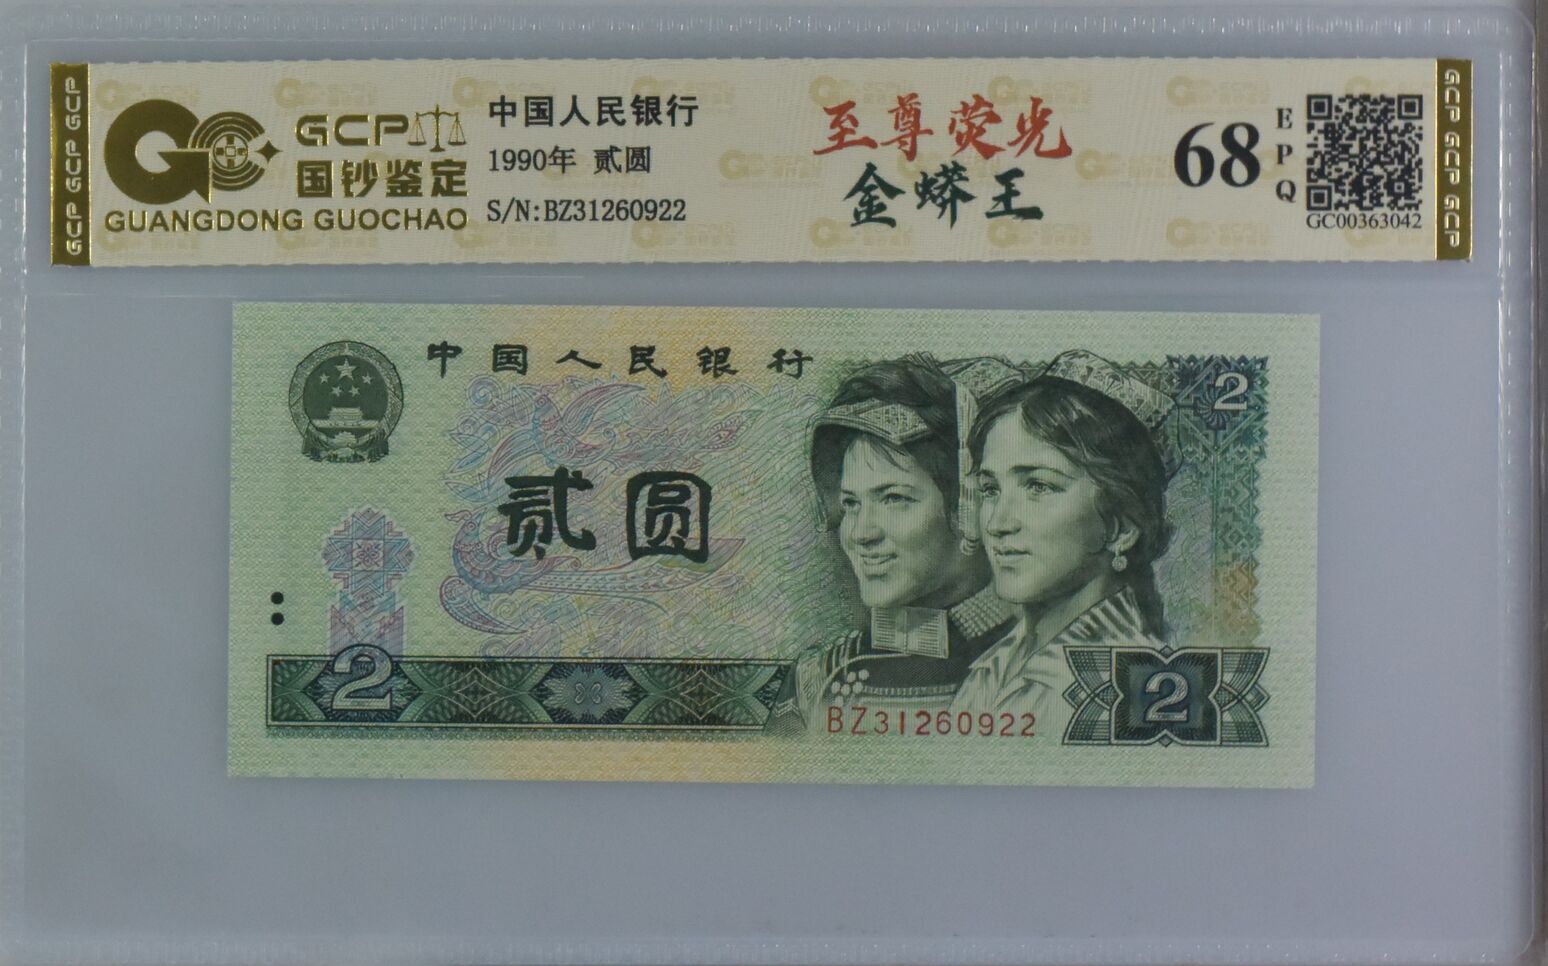 GCP GCP GCP
GCP
国钞鉴定
GUANGDONG GUOCHAO
中国人民银行
1990年 贰圆
S/N:BZ31260922
至尊荧光
金蟒王
68
EPQ
GC00363042
GCP GCP GCP
中国人民银行
2
贰圆
2
BZ31260922
2